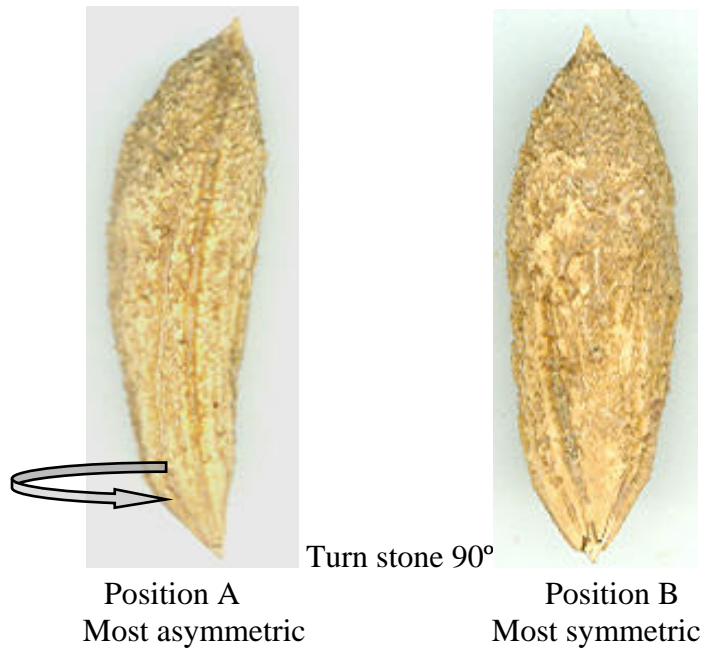 Turn stone 90º
Position A
Most asymmetric
Position B
Most symmetric